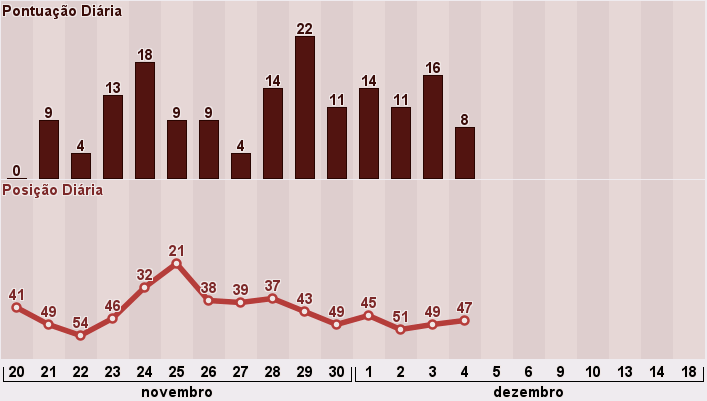 Pontuação Diária
0 9 4 13 18 9 9 4 14 22 11 14 11 16 8
Posição Diária
41 49 54 46 32 21 38 39 37 43 49 45 51 49 47
20 21 22 23 24 25 26 27 28 29 30 1 2 3 4 5 6 9 10 13 14 18
novembro dezembro